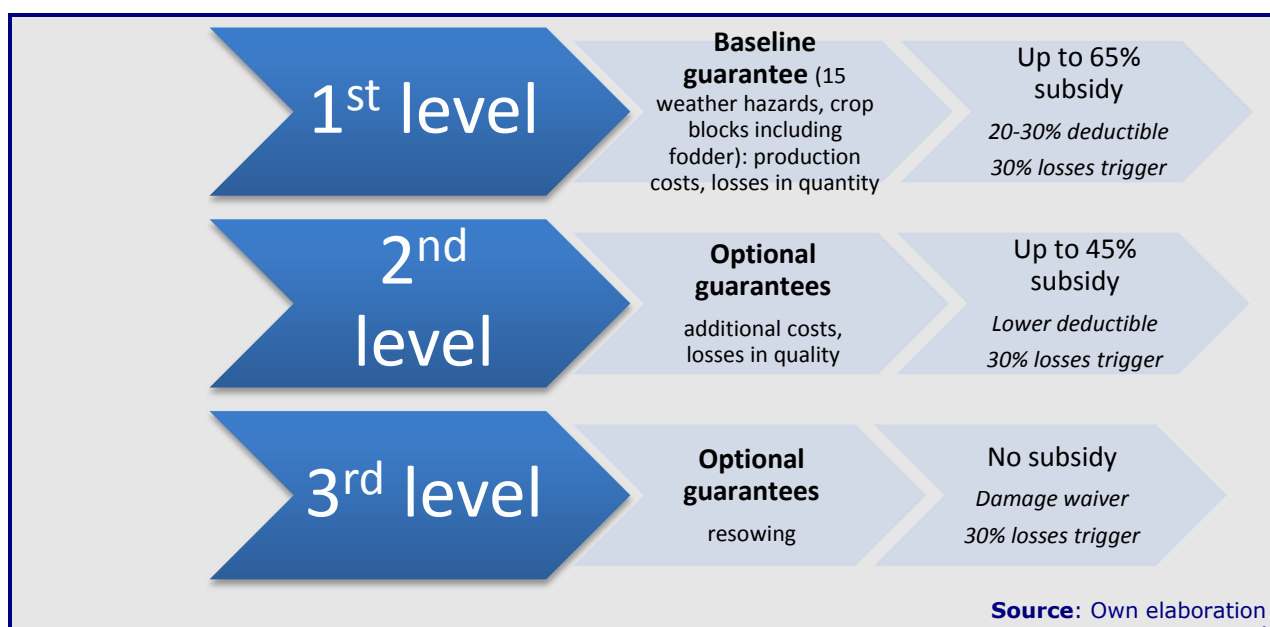 1st level
Baseline
guarantee (15
weather hazards, crop
blocks including
fodder): production
costs, losses in quantity
Up to 65%
subsidy
20-30% deductible
30% losses trigger
2nd
level
Optional
guarantees
additional costs,
losses in quality
Up to 45%
subsidy
Lower deductible
30% losses trigger
3rd level
Optional
guarantees
resowing
No subsidy
Damage waiver
30% losses trigger
Source: Own elaboration